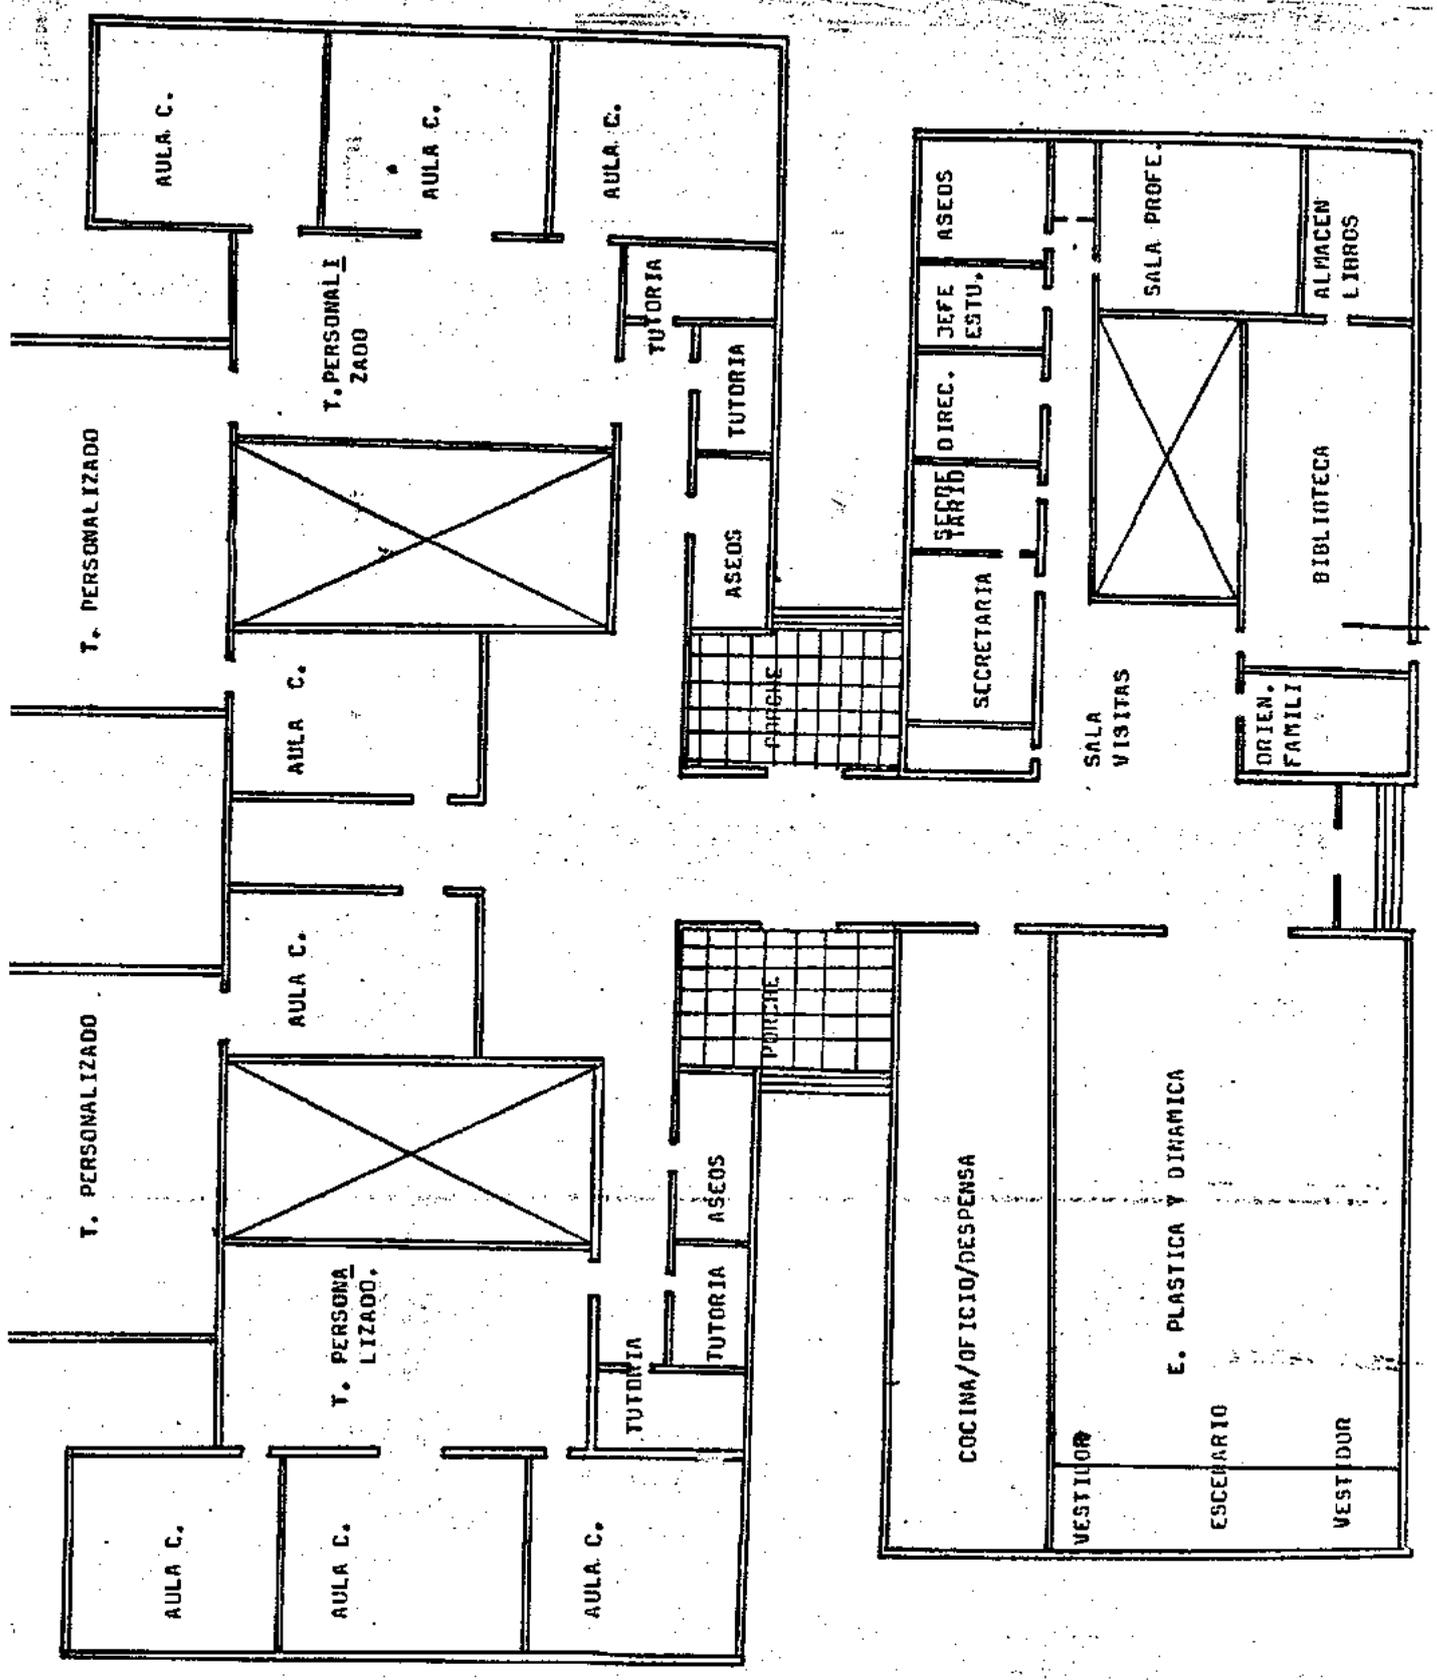 AULA C.
AULA C.
AULA C.
T. PERSONALIZADO
T. PERSONALI
ZADO
TUTORIA
TUTORIA
ASEOS
AULA C.
PORCHE
ASEOS
JEFE
ESTU.
DIREC.
SECRE
TARIO
SECRETARIA
SALA PROFE.
ALMACEN
LIBROS
BIBLIOTECA
SALA
VISITAS
ORIEN.
FAMILI
AULA C.
PORCHE
T. PERSONALIZADO
T. PERSONA
LIZADO.
ASEOS
TUTORIA
TUTORIA
AULA C.
AULA C.
AULA C.
COCINA/OFICIO/DESPENSA
E. PLASTICA Y DINAMICA
VESTIDOR
ESCENARIO
VESTIDOR